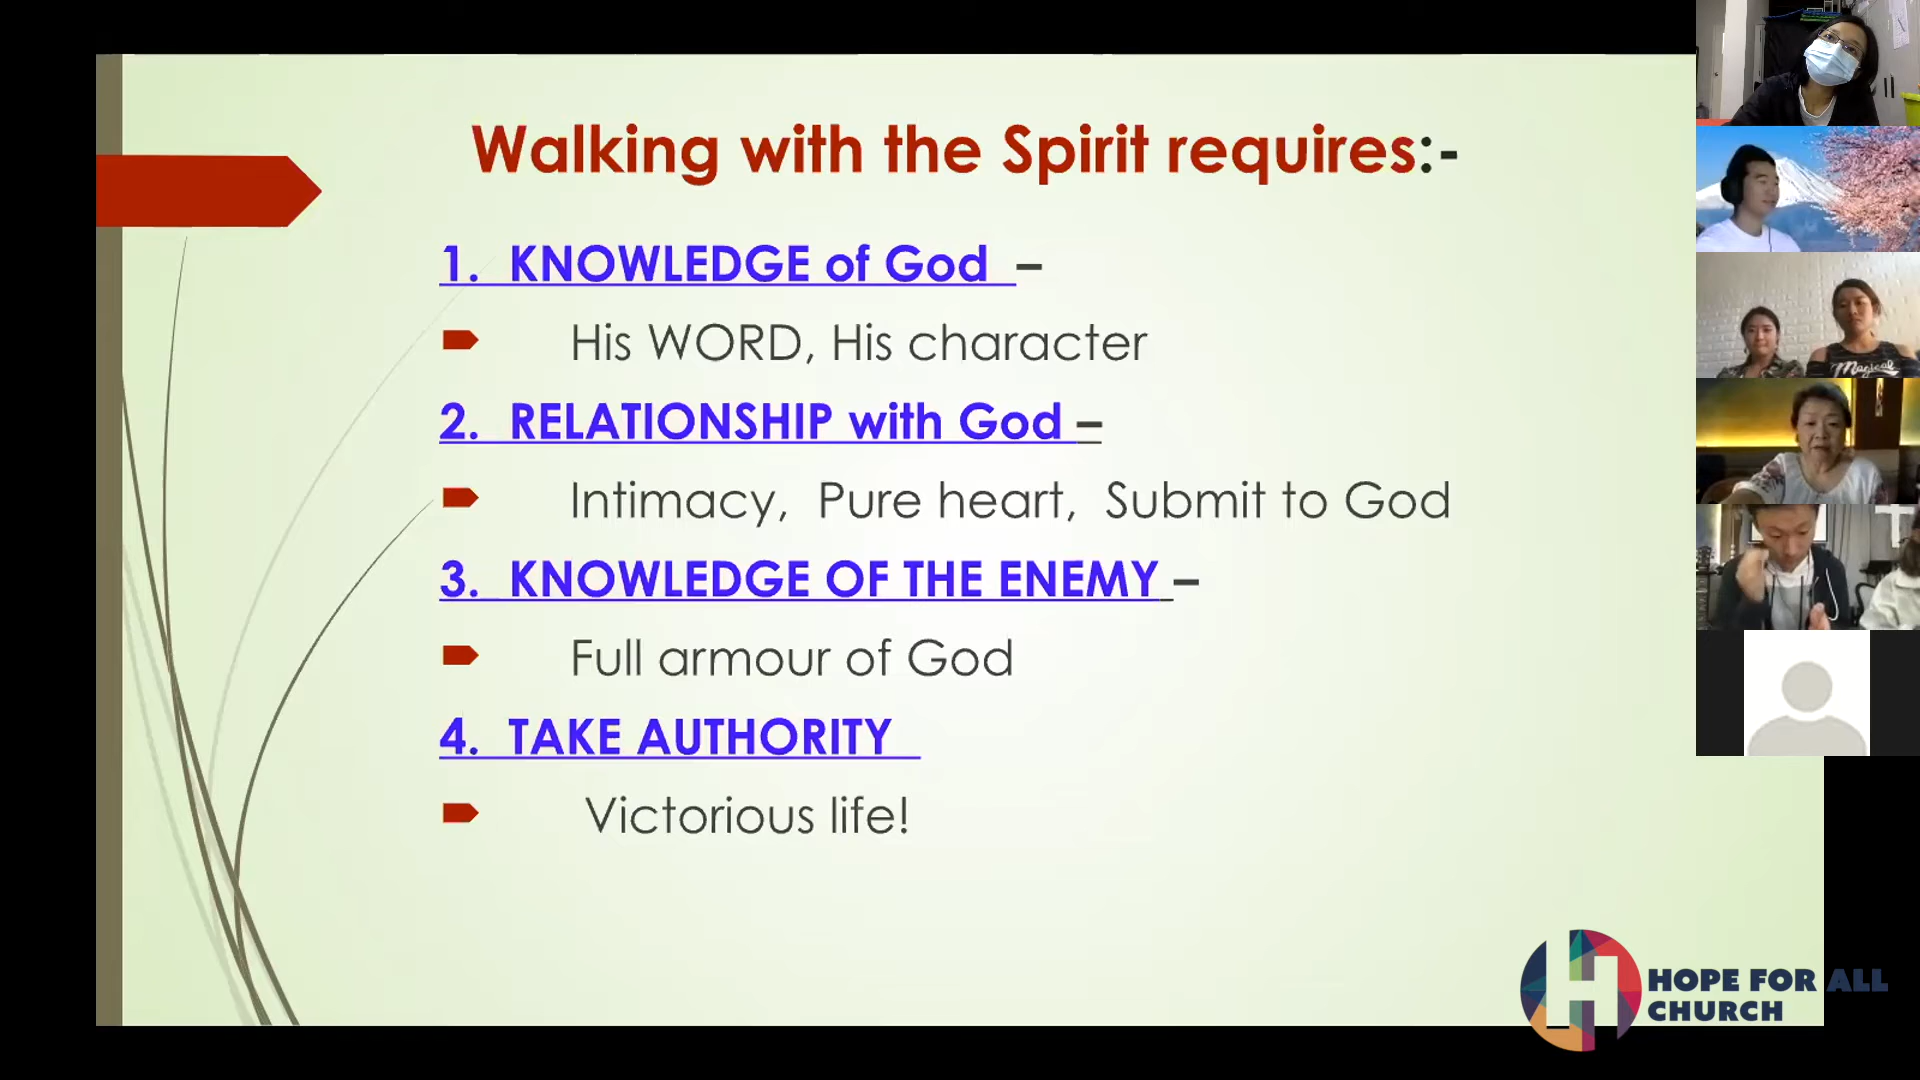 Walking with the Spirit requires:-
1. KNOWLEDGE of God –
His WORD, His character
2. RELATIONSHIP with God –
Intimacy, Pure heart, Submit to God
3. KNOWLEDGE OF THE ENEMY –
Full armour of God
4. TAKE AUTHORITY
Victorious life!
Magical
H
HOPE FOR ALL
CHURCH